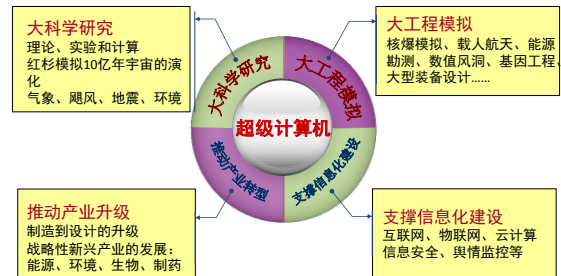 大科学研究
理论、实验和计算
红杉模拟10亿年宇宙的演
化
气象、飓风、地震、环境
大工程模拟
核爆模拟、载人航天、能源
勘测、数值风洞、基因工程、
大型装备设计……
大科学研究
大工程模拟
超级计算机
推动产业转型
支撑信息化建设
推动产业升级
制造到设计的升级
战略性新兴产业的发展：
能源、环境、生物、制药
支撑信息化建设
互联网、物联网、云计算
信息安全、舆情监控等